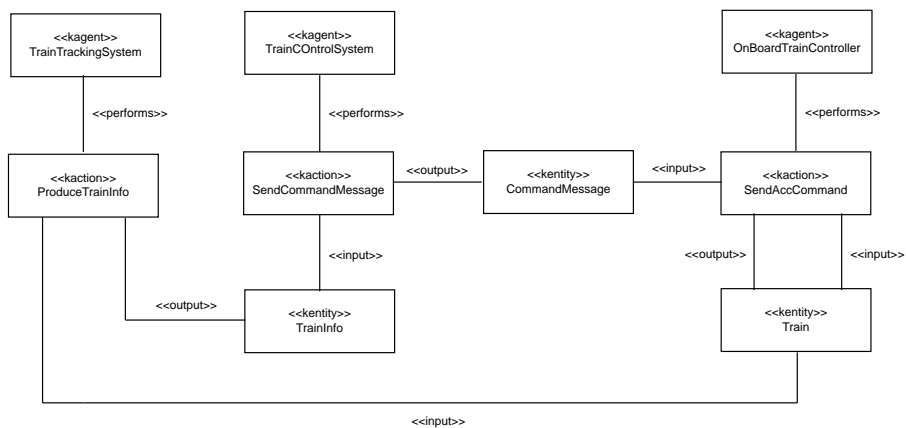 <<kagent>>
TrainTrackingSystem
<<kagent>>
TrainCOntrolSystem
<<kagent>>
OnBoardTrainController
<<performs>>
<<performs>>
<<performs>>
<<kaction>>
ProduceTrainInfo
<<kaction>>
SendCommandMessage
<<output>>
<<kentity>>
CommandMessage
<<input>>
<<kaction>>
SendAccCommand
<<input>>
<<output>>
<<input>>
<<output>>
<<kentity>>
TrainInfo
<<kentity>>
Train
<<input>>